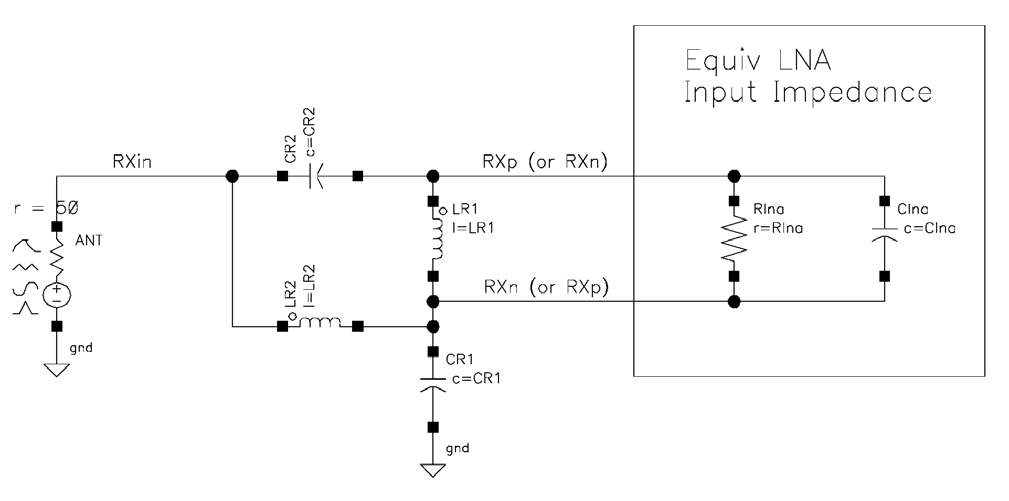 Equiv LNA
Input Impedance
CR2
c=CR2
RXin
RXp (or RXn)
r = 50
ANT
LR1
l=LR1
Rlna
r=Rlna
Clna
c=Clna
LR2
l=LR2
RXn (or RXp)
gnd
CR1
c=CR1
gnd